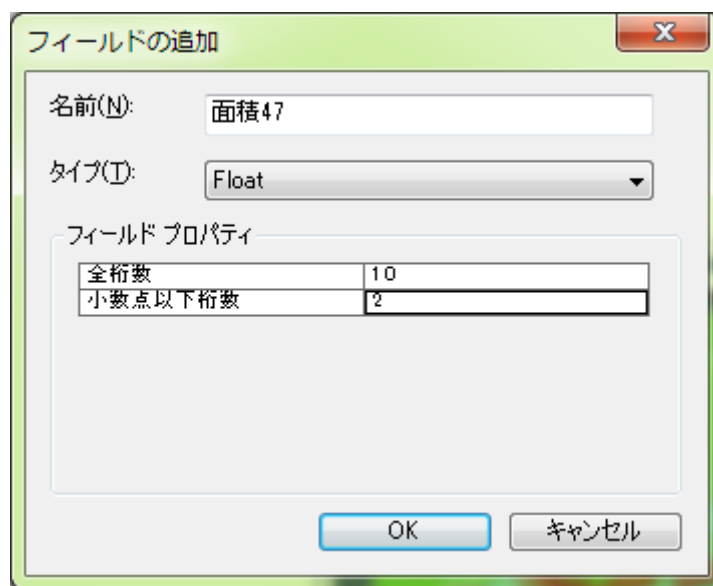 フィールドの追加
名前(N): 面積47
タイプ(T): Float
フィールド プロパティ
全桁数 10
小数点以下桁数 2
OK キャンセル